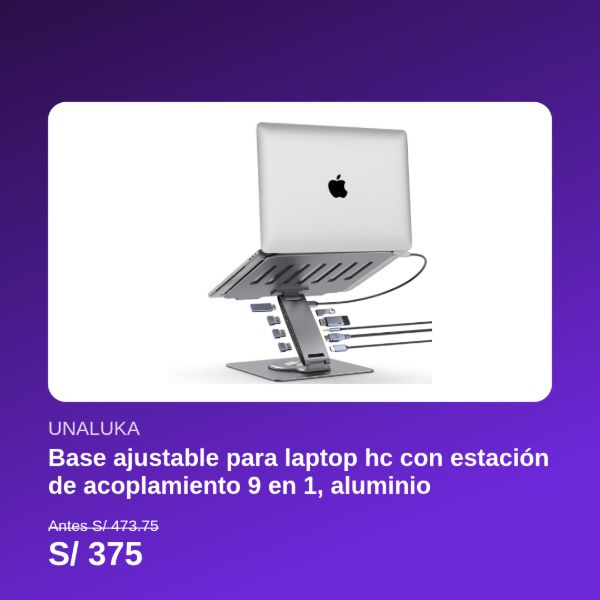 UNALUKA
Base ajustable para laptop hc con estación
de acoplamiento 9 en 1, aluminio
Antes S/ 473.75
S/ 375